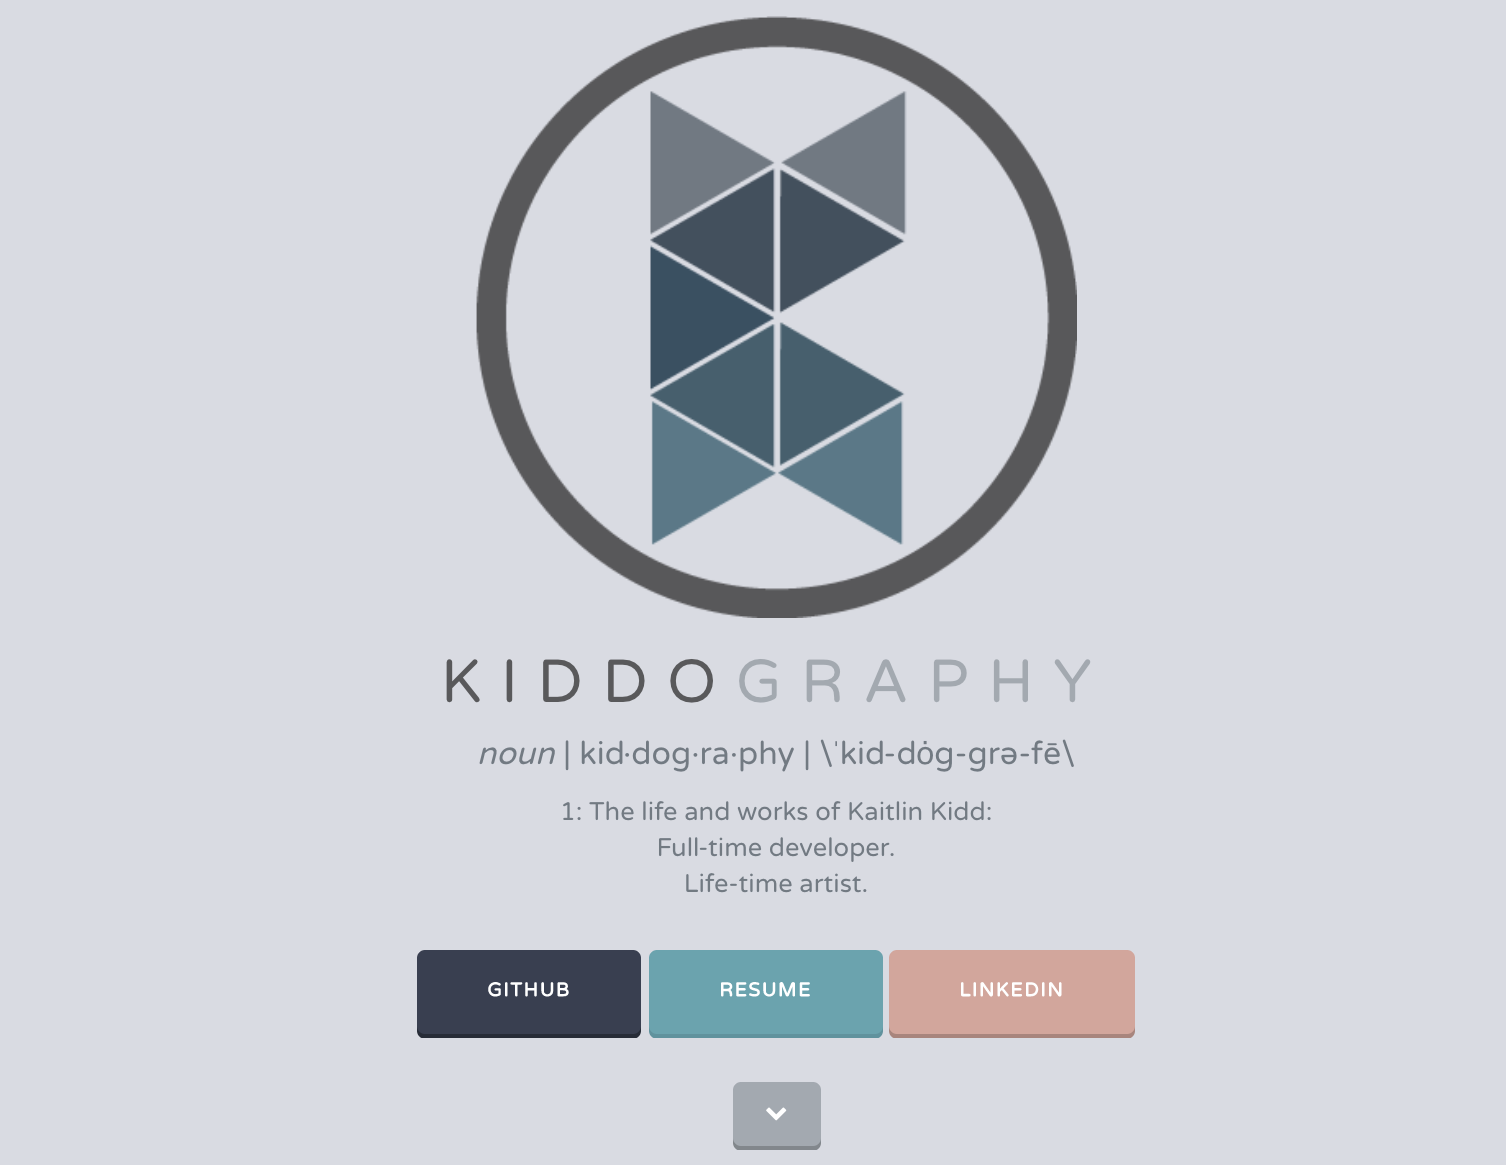 KIDDOGRAPHY
noun | kid·dog·ra·phy | \ˈkid-dȯg-grə-fē\
1: The life and works of Kaitlin Kidd:
Full-time developer.
Life-time artist.
GITHUB RESUME LINKEDIN